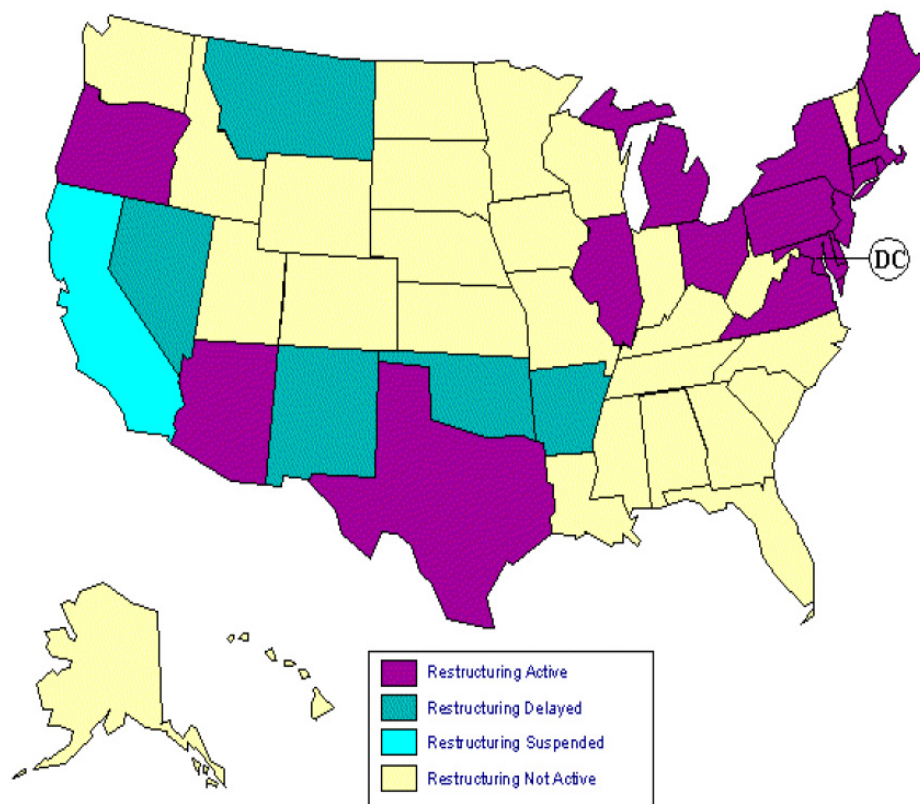 DC
Restructuring Active
Restructuring Delayed
Restructuring Suspended
Restructuring Not Active